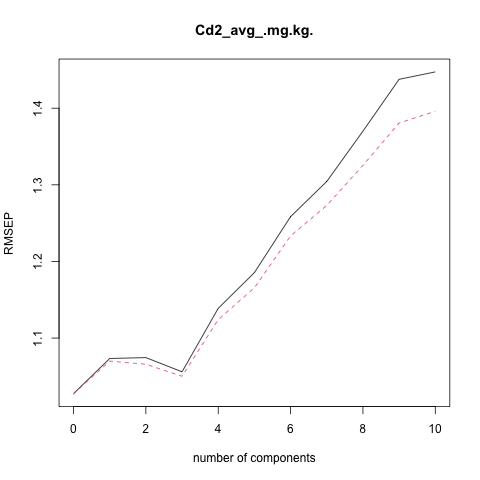 Cd2_avg_.mg.kg.
1.4
1.3
1.2
1.1
RMSEP
0 2 4 6 8 10
number of components